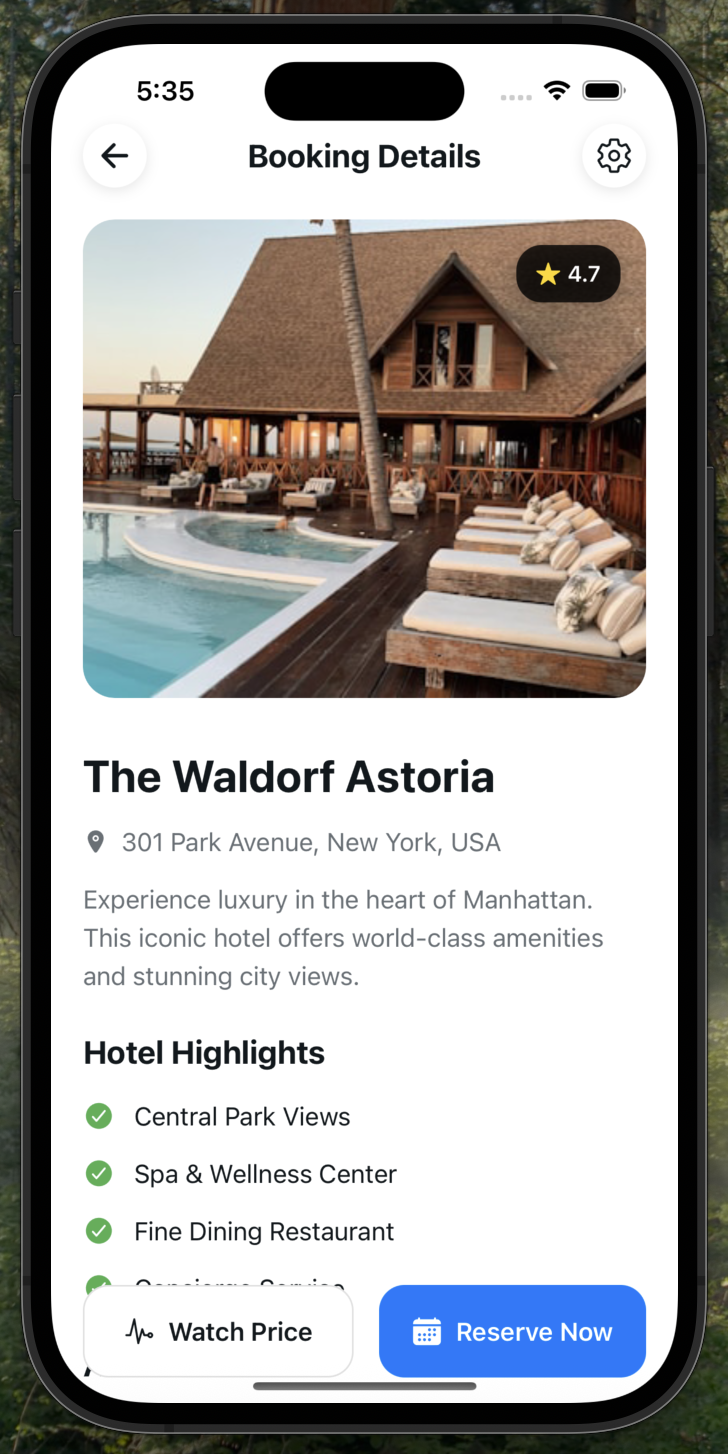 5:35
Booking Details
4.7
The Waldorf Astoria
301 Park Avenue, New York, USA
Experience luxury in the heart of Manhattan.
This iconic hotel offers world-class amenities
and stunning city views.
Hotel Highlights
Central Park Views
Spa & Wellness Center
Fine Dining Restaurant
Concierge Service
Watch Price
Reserve Now